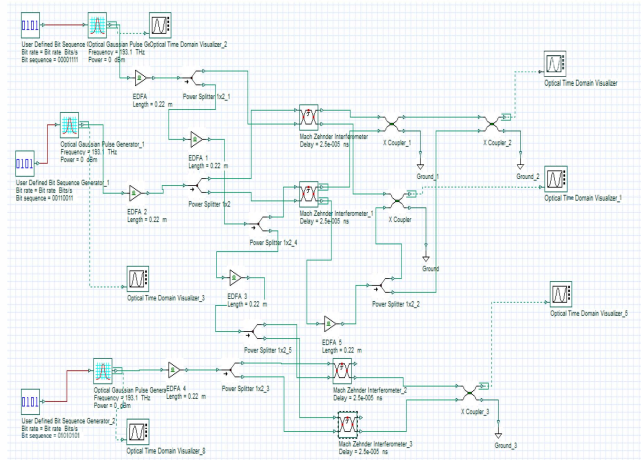 0101
User Defined Bit Sequence
Optical Gaussian Pulse Ge
Optical Time Domain Visualizer_2
Bit rate = Bit rate Bits/s
Frequency = 193.1 THz
Bit sequence = 00001111
Power = 0 dBm
Optical Time Domain Visualizer
EDFA
Length = 0.22 m
Power Splitter 1x2_1
Optical Gaussian Pulse Generator_1
Frequency = 193.1 THz
Power = 0 dBm
Mach Zehnder Interferometer
Delay = 2.5e-005 ns
X Coupler_1
X Coupler_2
0101
User Defined Bit Sequence Generator_1
Bit rate = Bit rate Bits/s
Bit sequence = 00110011
EDFA 1
Length = 0.22 m
Ground_1
Ground_2
EDFA 2
Length = 0.22 m
Power Splitter 1x2
Mach Zehnder Interferometer_1
Delay = 2.5e-005 ns
Optical Time Domain Visualizer_1
X Coupler
Power Splitter 1x2_4
Ground
Optical Time Domain Visualizer_3
EDFA 3
Length = 0.22 m
Power Splitter 1x2_2
Optical Time Domain Visualizer_5
Power Splitter 1x2_5
EDFA 5
Length = 0.22 m
0101
Optical Gaussian Pulse Genera
Frequency = 193.1 THz
Power = 0 dBm
EDFA 4
Length = 0.22 m
Power Splitter 1x2_3
Mach Zehnder Interferometer_2
Delay = 2.5e-005 ns
X Coupler_3
User Defined Bit Sequence Generator_2
Bit rate = Bit rate Bits/s
Bit sequence = 01010101
Optical Time Domain Visualizer_8
Mach Zehnder Interferometer_3
Delay = 2.5e-005 ns
Ground_3